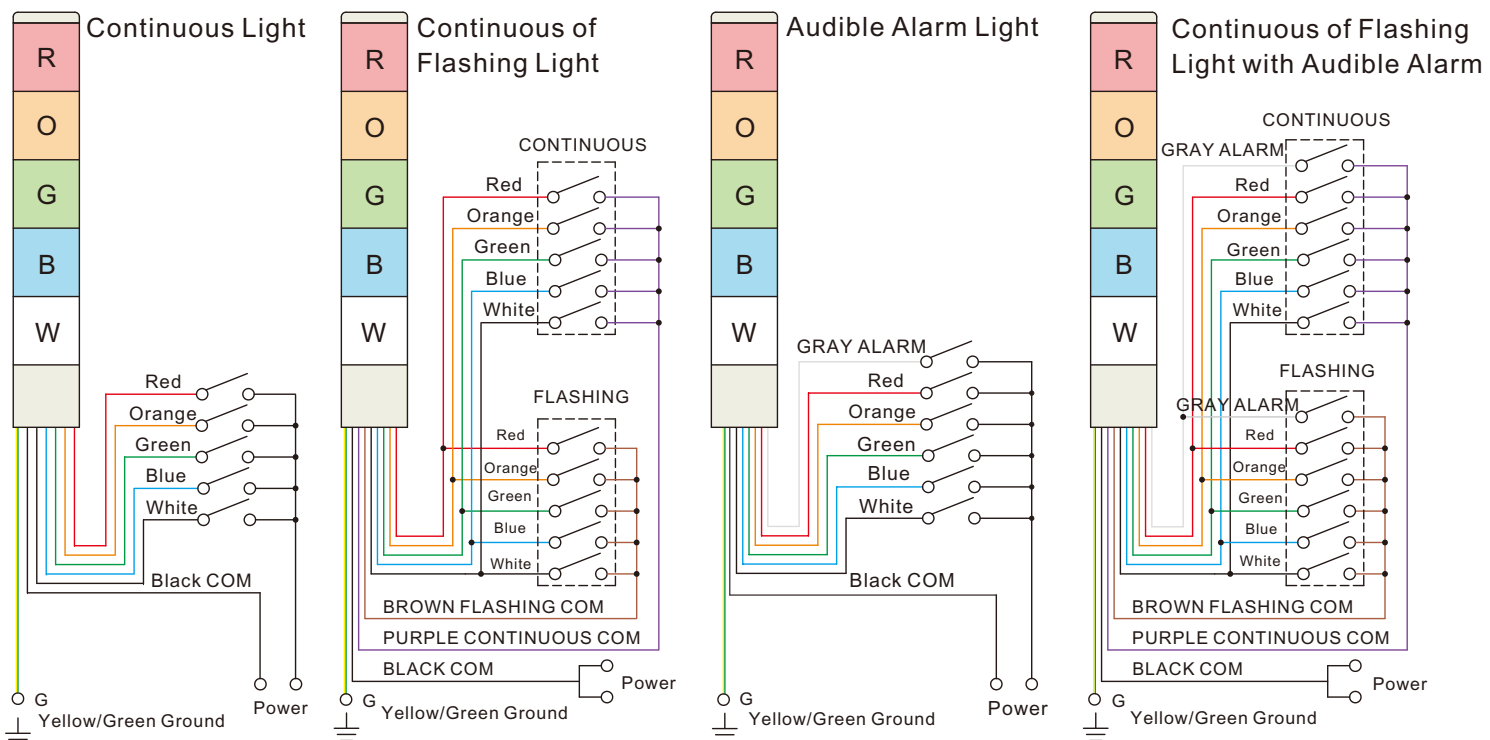 Continuous Light
R
O
G
B
W
Red
Orange
Green
Blue
White
Black COM
G
Yellow/Green Ground
Power
Continuous of
Flashing Light
R
O
G
B
W
CONTINUOUS
Red
Orange
Green
Blue
White
FLASHING
Red
Orange
Green
Blue
White
BROWN FLASHING COM
PURPLE CONTINUOUS COM
BLACK COM
Power
G
Yellow/Green Ground
Audible Alarm Light
R
O
G
B
W
GRAY ALARM
Red
Orange
Green
Blue
White
Black COM
G
Yellow/Green Ground
Power
Continuous of Flashing
Light with Audible Alarm
R
O
G
B
W
CONTINUOUS
GRAY ALARM
Red
Orange
Green
Blue
White
FLASHING
GRAY ALARM
Red
Orange
Green
Blue
White
BROWN FLASHING COM
PURPLE CONTINUOUS COM
BLACK COM
Power
G
Yellow/Green Ground